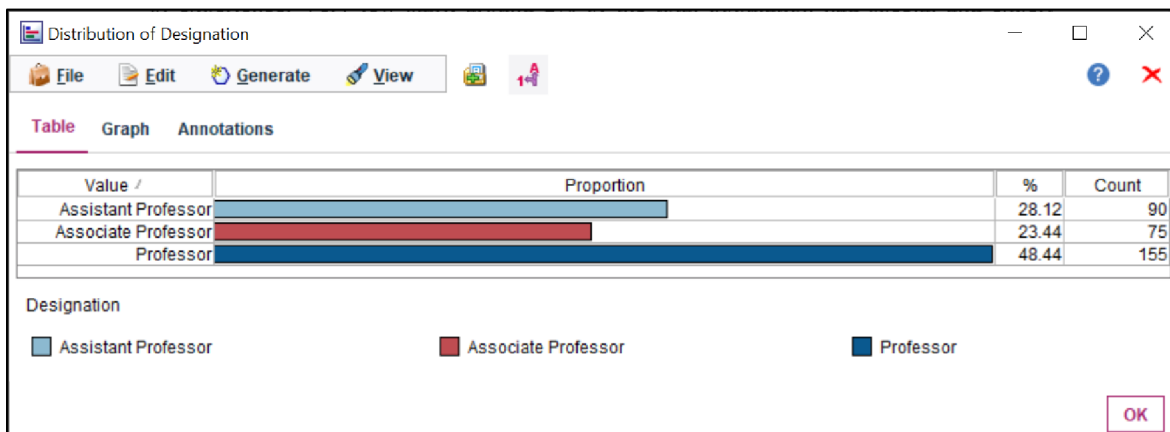 Distribution of Designation
File Edit Generate View
Table Graph Annotations
Value Proportion % Count
Assistant Professor 28.12 90
Associate Professor 23.44 75
Professor 48.44 155
Designation
Assistant Professor Associate Professor Professor
OK